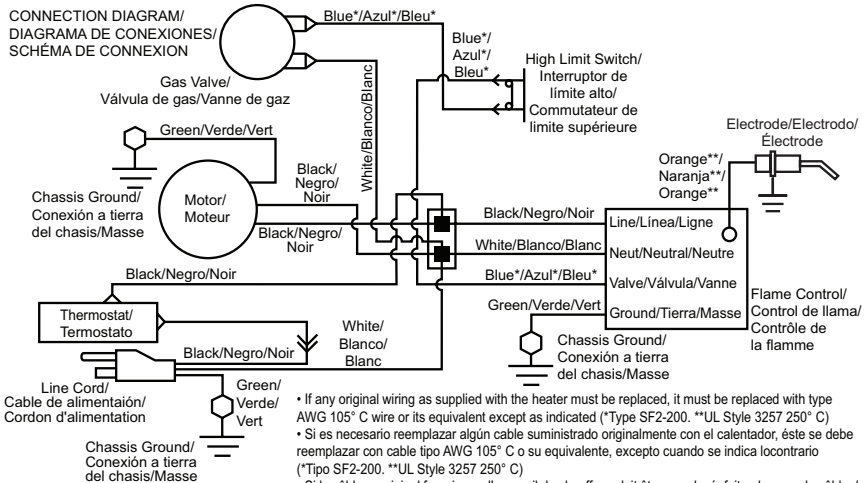 CONNECTION DIAGRAM/
DIAGRAMA DE CONEXIONES/
SCHÉMA DE CONNEXION
Blue*/Azul*/Bleu*
Gas Valve/
Válvula de gas/Vanne de gaz
Blue*/
Azul*/
Bleu*
High Limit Switch/
Interruptor de
límite alto/
Commutateur de
limite supérieure
White/Blanco/Blanc
Electrode/Electrodo/
Électrode
Orange**/
Naranja**/
Orange**
Green/Verde/Vert
Chassis Ground/
Conexión a tierra
del chasis/Masse
Motor/
Moteur
Black/
Negro/
Noir
Black/Negro/
Noir
Black/Negro/Noir
White/Blanco/Blanc
Blue*/Azul*/Bleu*
Green/Verde/Vert
Line/Línea/Ligne
Neut/Neutral/Neutre
Valve/Válvula/Vanne
Ground/Tierra/Masse
Flame Control/
Control de llama/
Contrôle de
la flamme
Chassis Ground/
Conexión a tierra
del chasis/Masse
Black/Negro/Noir
Thermostat/
Termostato
Black/Negro/Noir
White/
Blanco/
Blanc
Line Cord/
Cable de alimentaión/
Cordon d'alimentation
Green/
Verde/
Vert
Chassis Ground/
Conexión a tierra
del chasis/Masse
• If any original wiring as supplied with the heater must be replaced, it must be replaced with type
AWG 105° C wire or its equivalent except as indicated (*Type SF2-200. **UL Style 3257 250° C)
• Si es necesario reemplazar algún cable suministrado originalmente con el calentador, éste se debe
reemplazar con cable tipo AWG 105° C o su equivalente, excepto cuando se indica locontrario
(*Tipo SF2-200. **UL Style 3257 250° C)